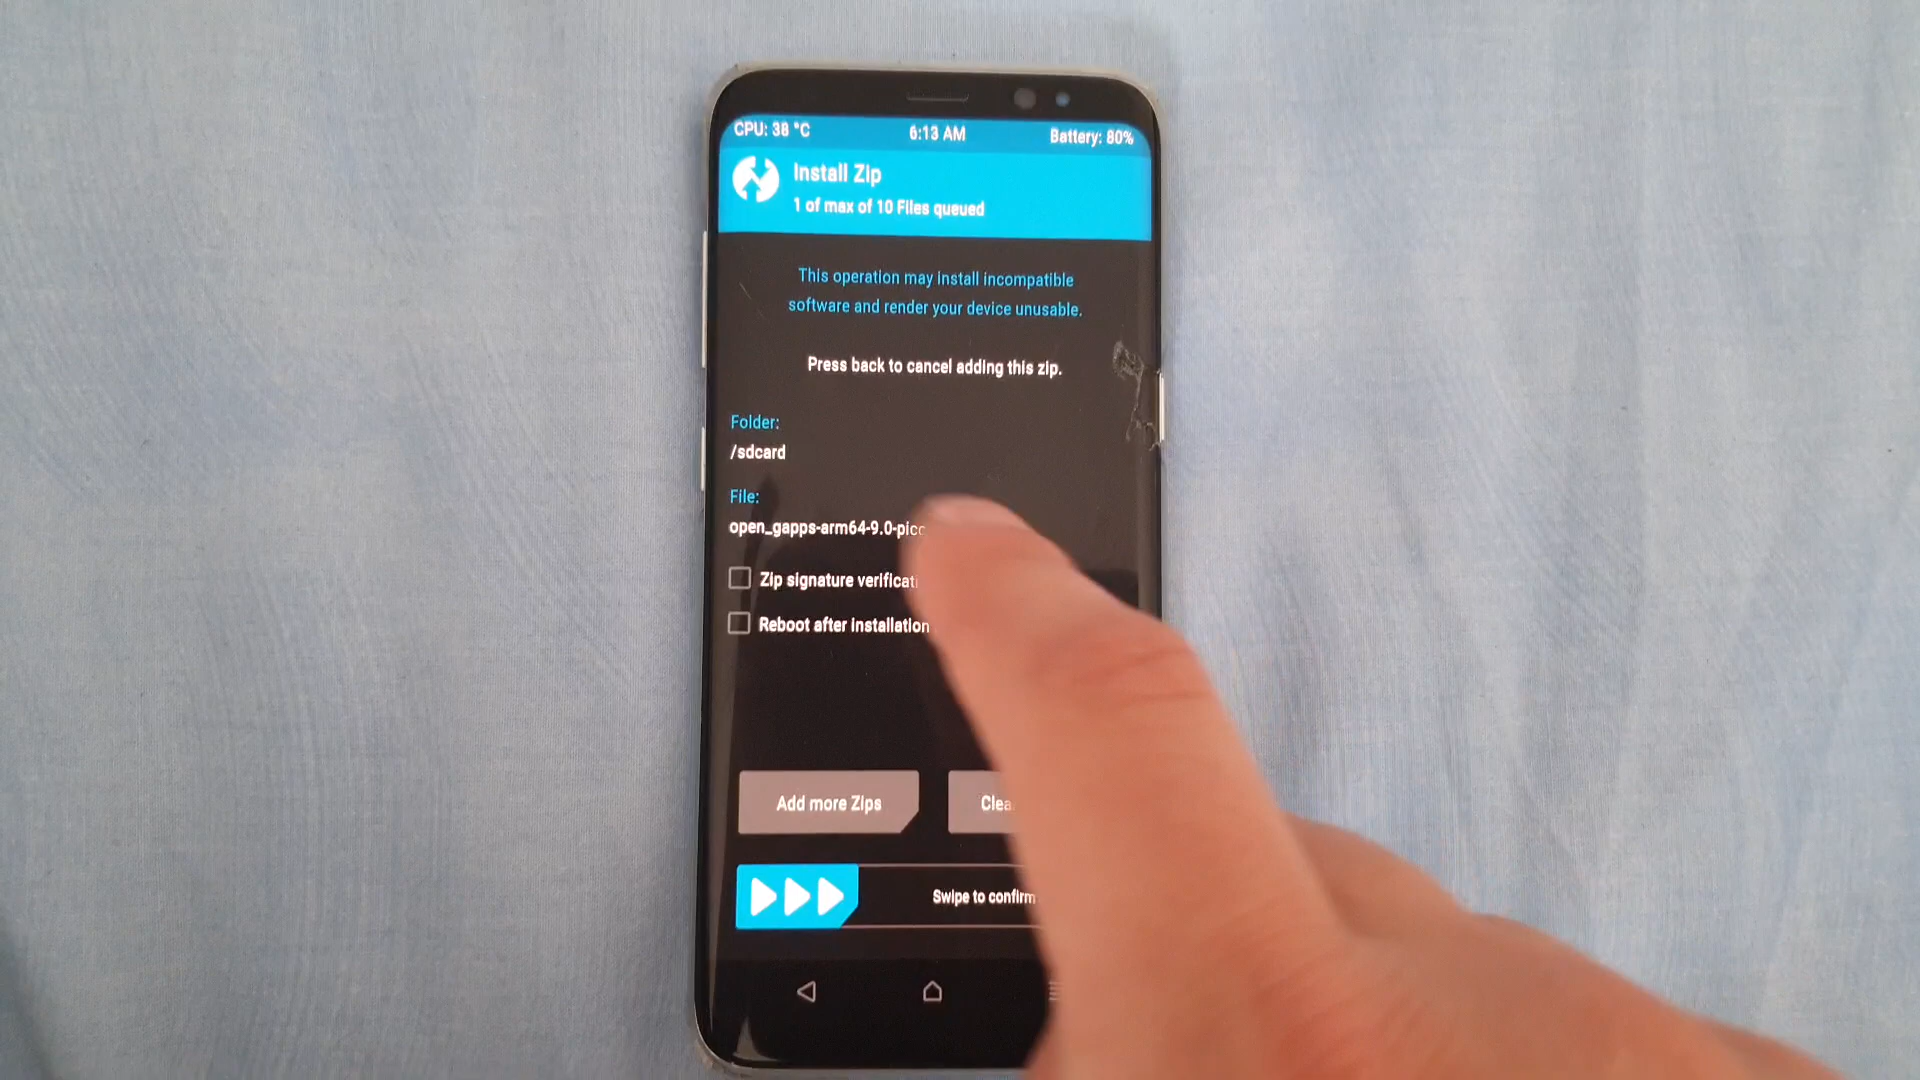 CPU: 38 °C 6:13 AM Battery: 80%
Install Zip
1 of max of 10 Files queued
This operation may install incompatible
software and render your device unusable.
Press back to cancel adding this zip.
Folder:
/sdcard
File:
open_gapps-arm64-9.0-pico
Zip signature
Reboot after installation
Add more Zips
Swipe to confirm